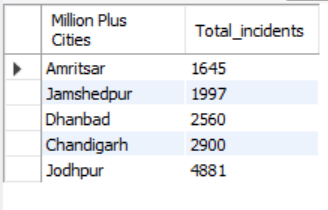 Million Plus
Cities Total_incidents
Amritsar 1645
Jamshedpur 1997
Dhanbad 2560
Chandigarh 2900
Jodhpur 4881